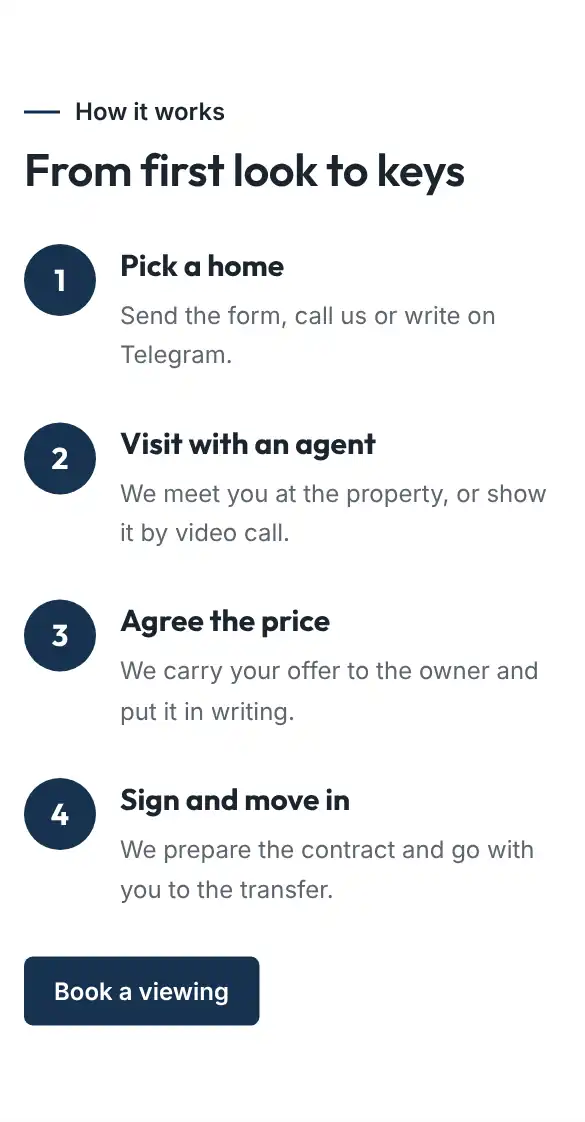 How it works
From first look to keys
1
Pick a home
Send the form, call us or write on
Telegram.
2
Visit with an agent
We meet you at the property, or show
it by video call.
3
Agree the price
We carry your offer to the owner and
put it in writing.
4
Sign and move in
We prepare the contract and go with
you to the transfer.
Book a viewing